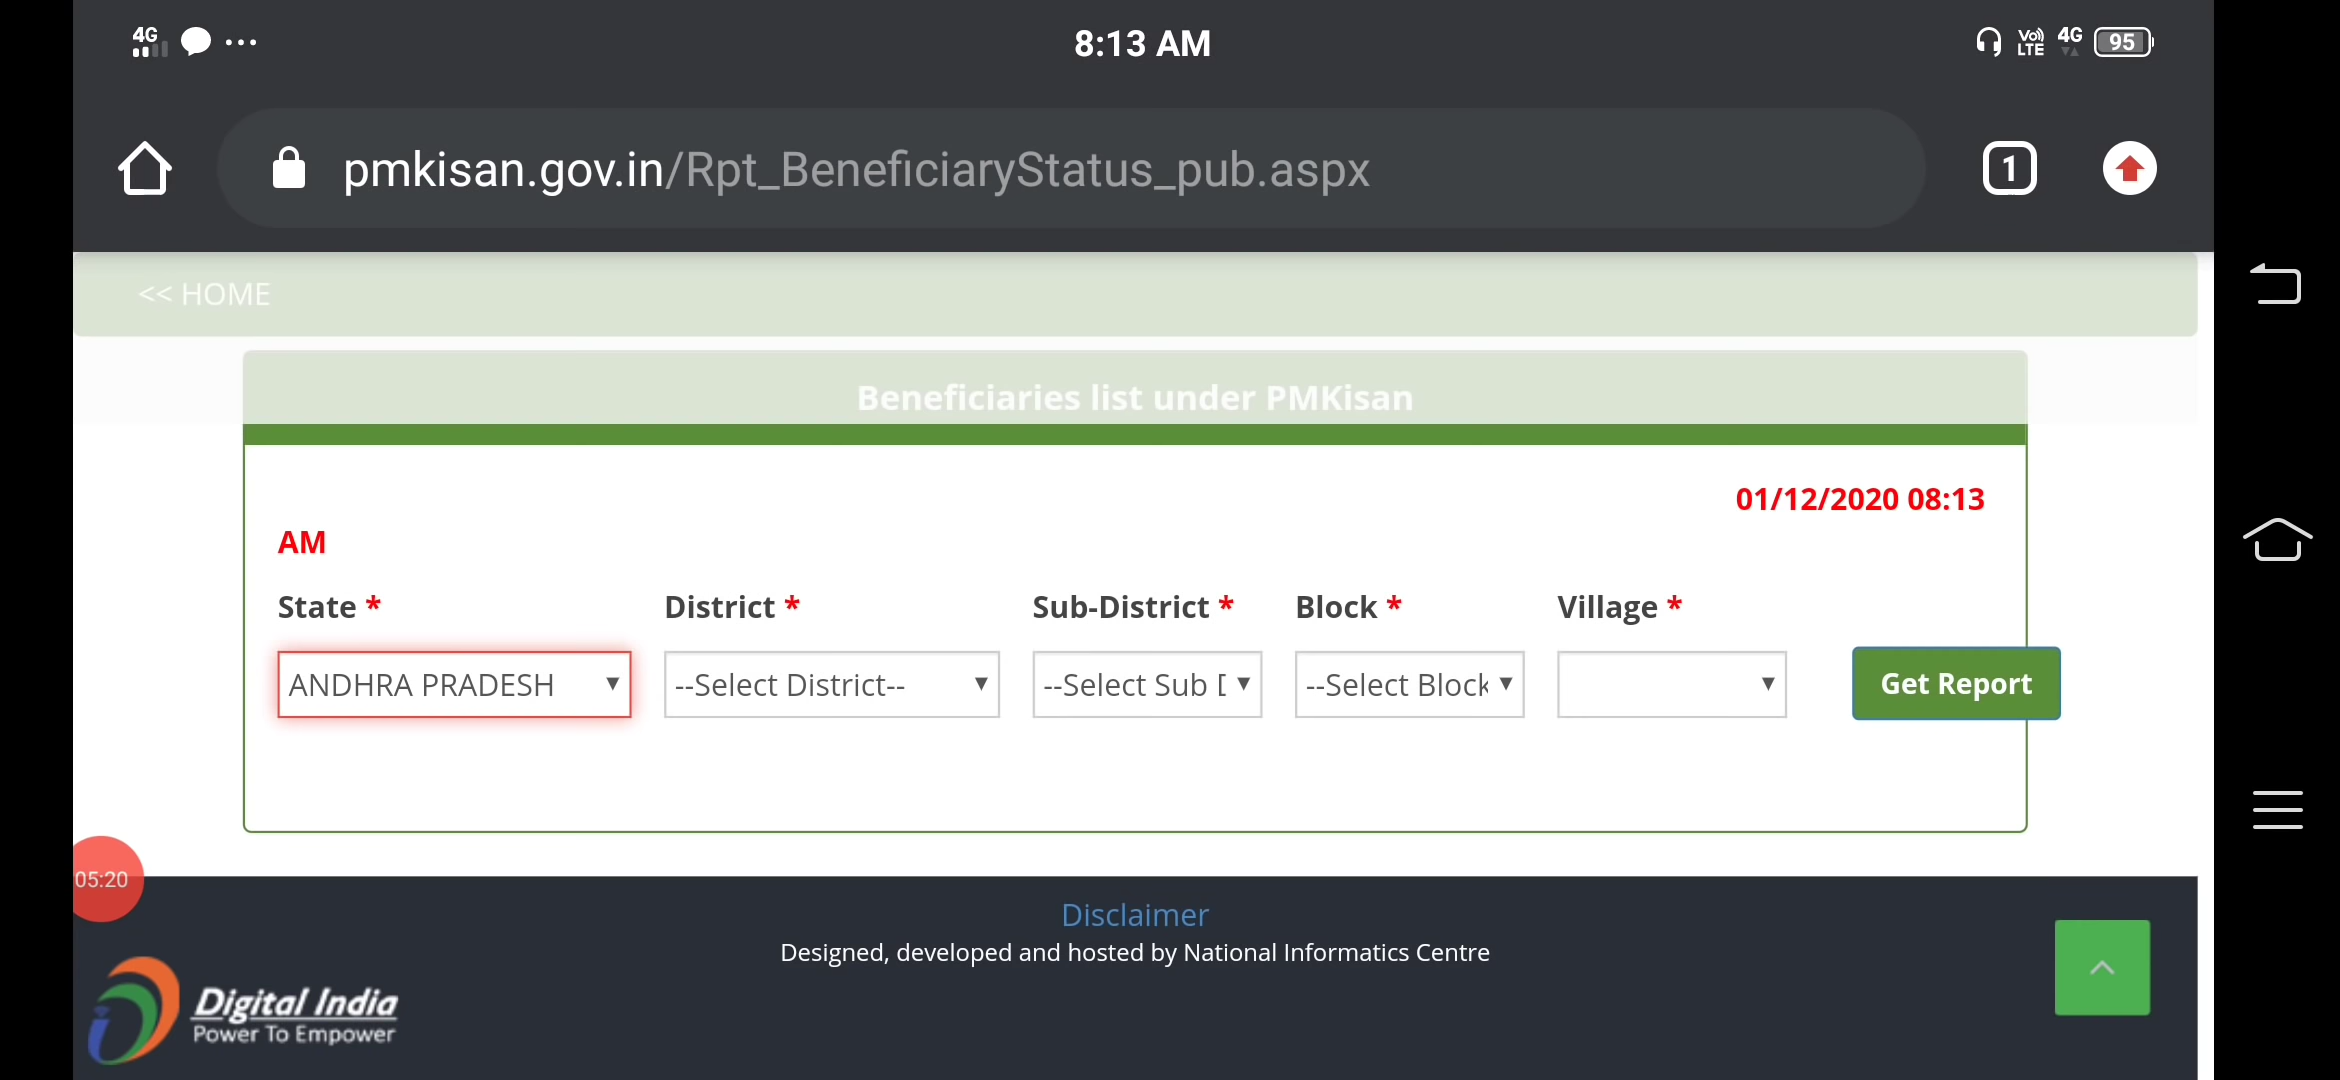 4G 8:13 AM Vo) LTE 4G 95
pmkisan.gov.in/Rpt_BeneficiaryStatus_pub.aspx 1
<< HOME
Beneficiaries list under PMKisan
01/12/2020 08:13
AM
State * District * Sub-District * Block * Village *
ANDHRA PRADESH --Select District-- --Select Sub D --Select Block Get Report
05:20
Disclaimer
Designed, developed and hosted by National Informatics Centre
Digital India
Power To Empower